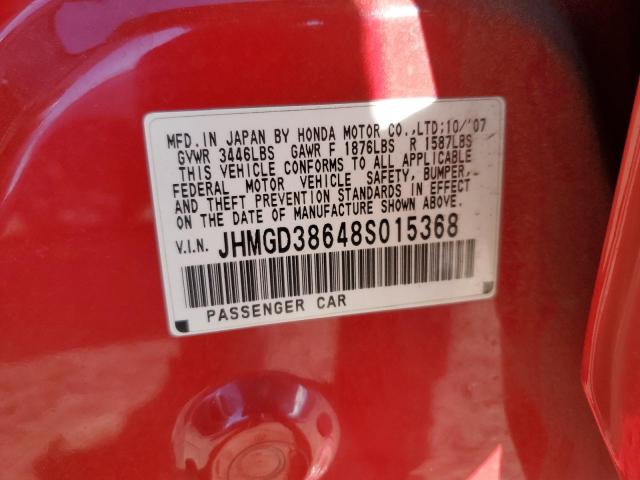 MFD. IN JAPAN BY HONDA MOTOR CO.,LTD;10/'07
GVWR 3446LBS GAWR F 1876LBS R 1587LBS
THIS VEHICLE CONFORMS TO ALL APPLICABLE
FEDERAL MOTOR VEHICLE SAFETY, BUMPER,
AND THEFT PREVENTION STANDARDS IN EFFECT
ON THE DATE OF MANUFACTURE SHOWN ABOVE.
V.I.N. JHMGD38648S015368
PASSENGER CAR